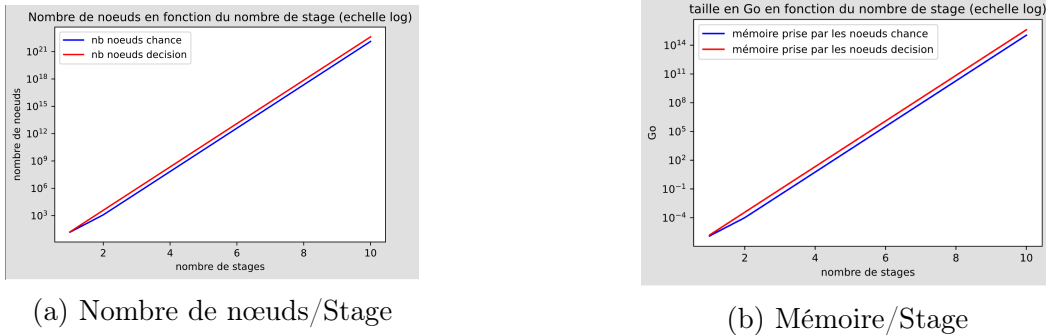 Nombre de noeuds en fonction du nombre de stage (echelle log)
nb noeuds chance
nb noeuds decision
nombre de noeuds
10^21
10^18
10^15
10^12
10^9
10^6
10^3
2 4 6 8 10
nombre de stages
(a) Nombre de nœuds/Stage
taille en Go en fonction du nombre de stage (echelle log)
mémoire prise par les noeuds chance
mémoire prise par les noeuds decision
Go
10^14
10^11
10^8
10^5
10^2
10^−1
10^−4
2 4 6 8 10
nombre de stages
(b) Mémoire/Stage